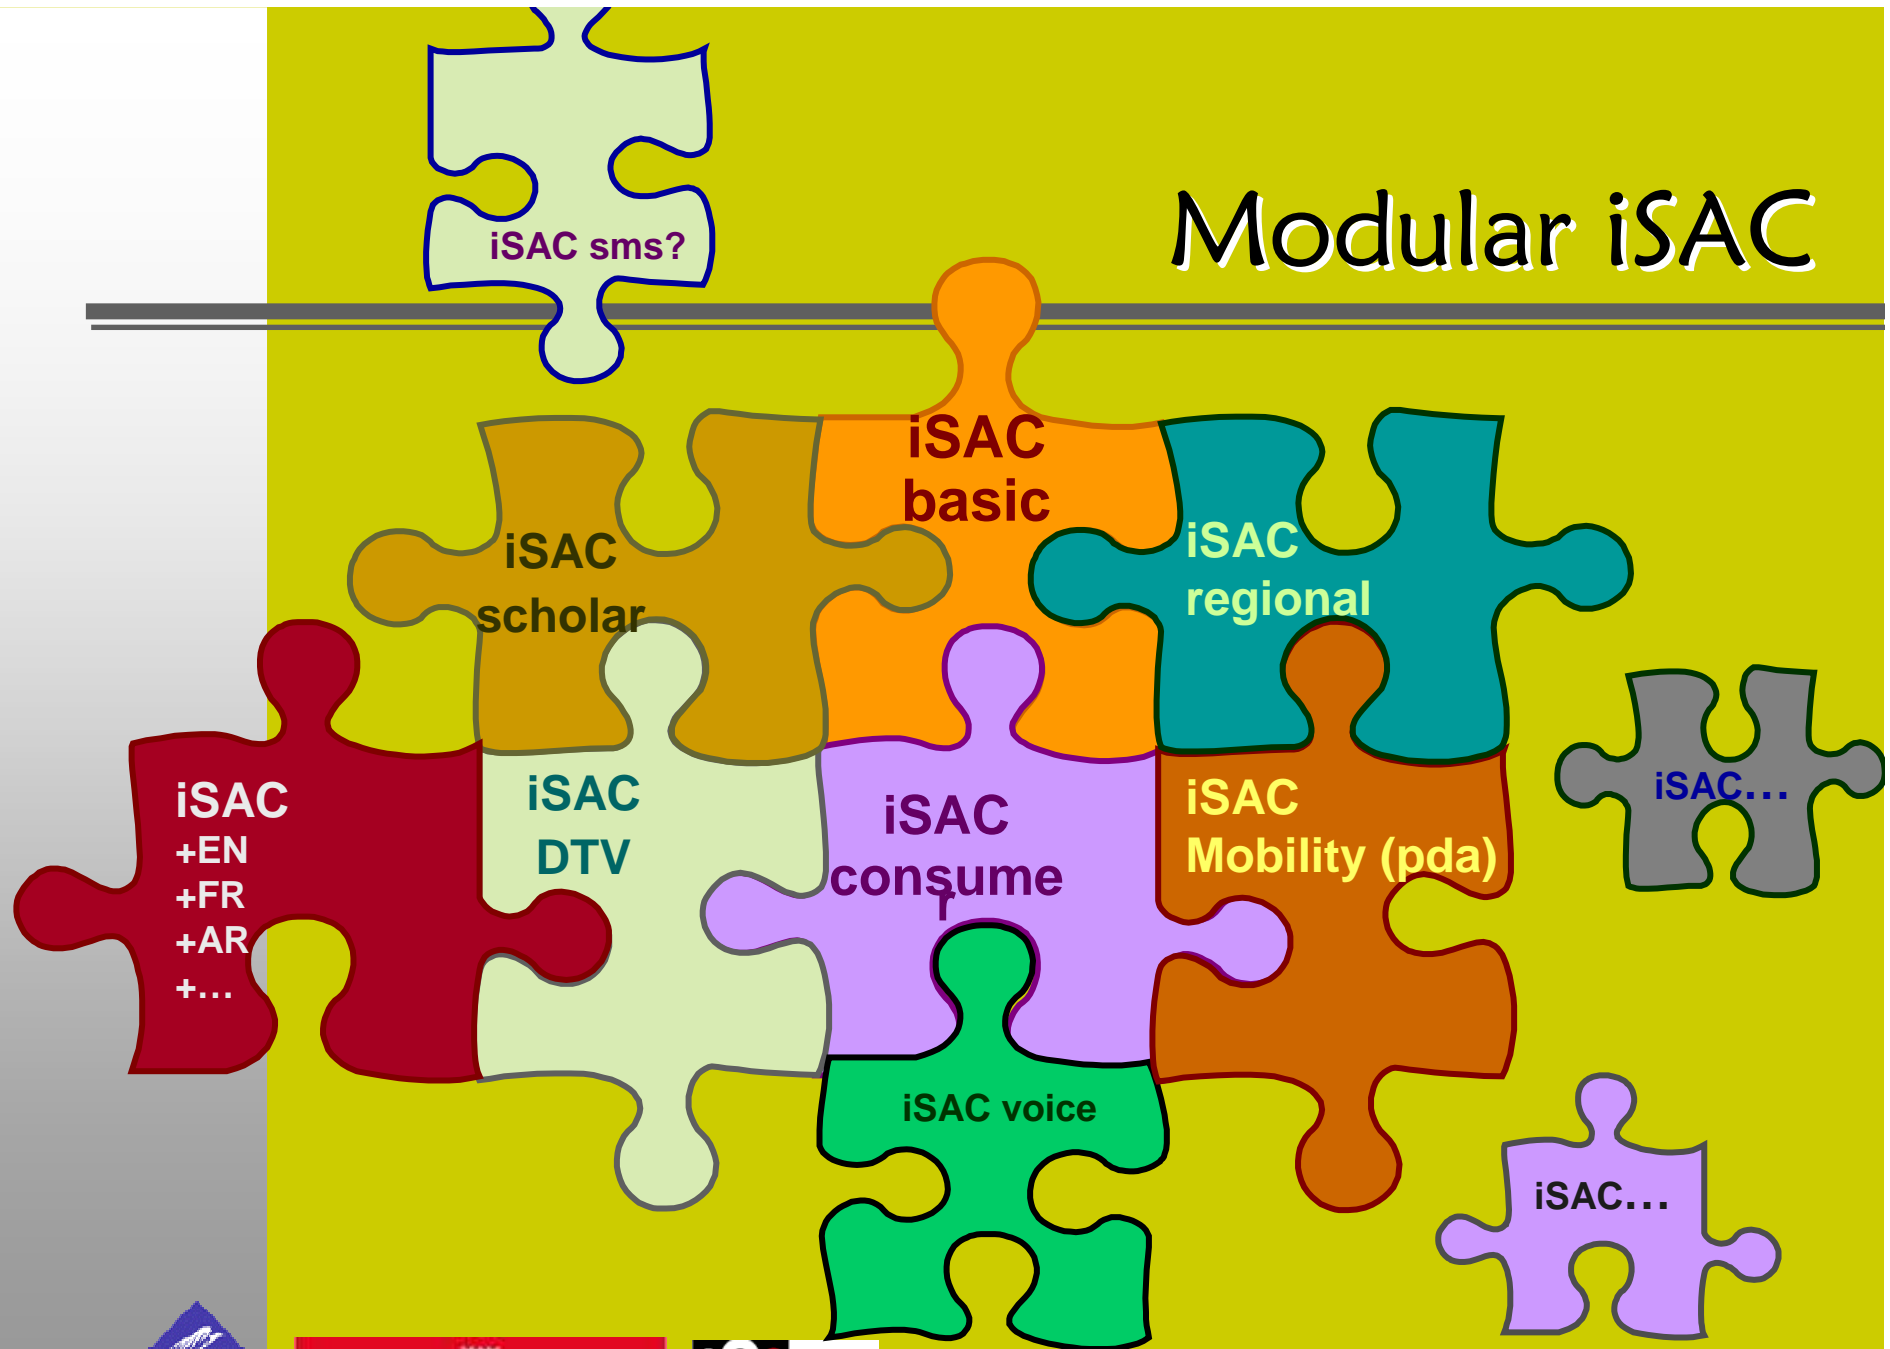 iSAC sms?
Modular iSAC
iSAC
basic
iSAC
scholar
iSAC
regional
iSAC
+EN
+FR
+AR
+...
iSAC
DTV
iSAC
consume
r
iSAC
Mobility (pda)
iSAC...
iSAC voice
iSAC...